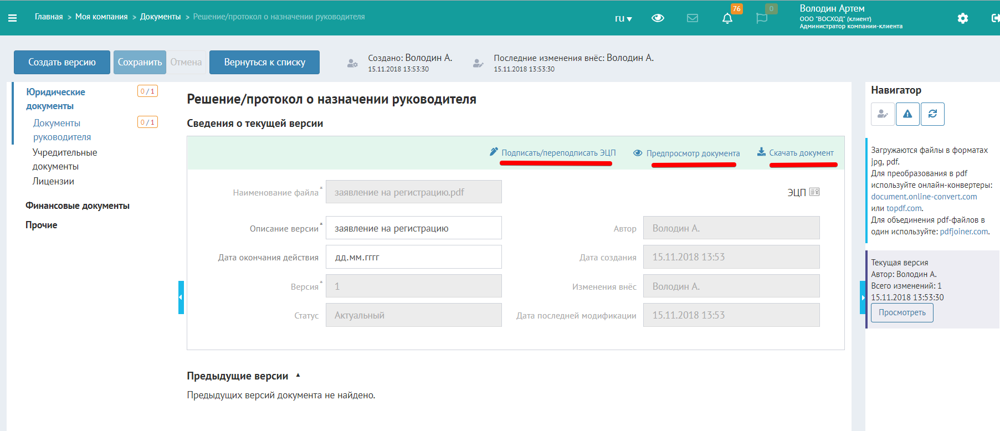 Главная > Моя компания > Документы > Решение/протокол о назначении руководителя
ru
76
0
Володин Артем
ООО "ВОСХОД" (клиент)
Администратор компании-клиента
Создать версию
Сохранить
Отмена
Вернуться к списку
Создано: Володин А.
15.11.2018 13:53:30
Последние изменения внёс: Володин А.
15.11.2018 13:53:30
Юридические
документы
0 / 1
Документы
руководителя
0 / 1
Учредительные
документы
Лицензии
Финансовые документы
Прочие
Решение/протокол о назначении руководителя
Сведения о текущей версии
Подписать/переподписать ЭЦП
Предпросмотр документа
Скачать документ
Наименование файла*
заявление на регистрацию.pdf
ЭЦП
Описание версии*
заявление на регистрацию
Автор
Володин А.
Дата окончания действия
дд.мм.гггг
Дата создания
15.11.2018 13:53
Версия*
1
Изменения внёс
Володин А.
Статус
Актуальный
Дата последней модификации
15.11.2018 13:53
Предыдущие версии
Предыдущих версий документа не найдено.
Навигатор
Загружаются файлы в форматах
jpg, pdf.
Для преобразования в pdf
используйте онлайн-конвертеры:
document.online-convert.com
или topdf.com.
Для объединения pdf-файлов в
один используйте: pdfjoiner.com.
Текущая версия
Автор: Володин А.
Всего изменений: 1
15.11.2018 13:53:30
Просмотреть